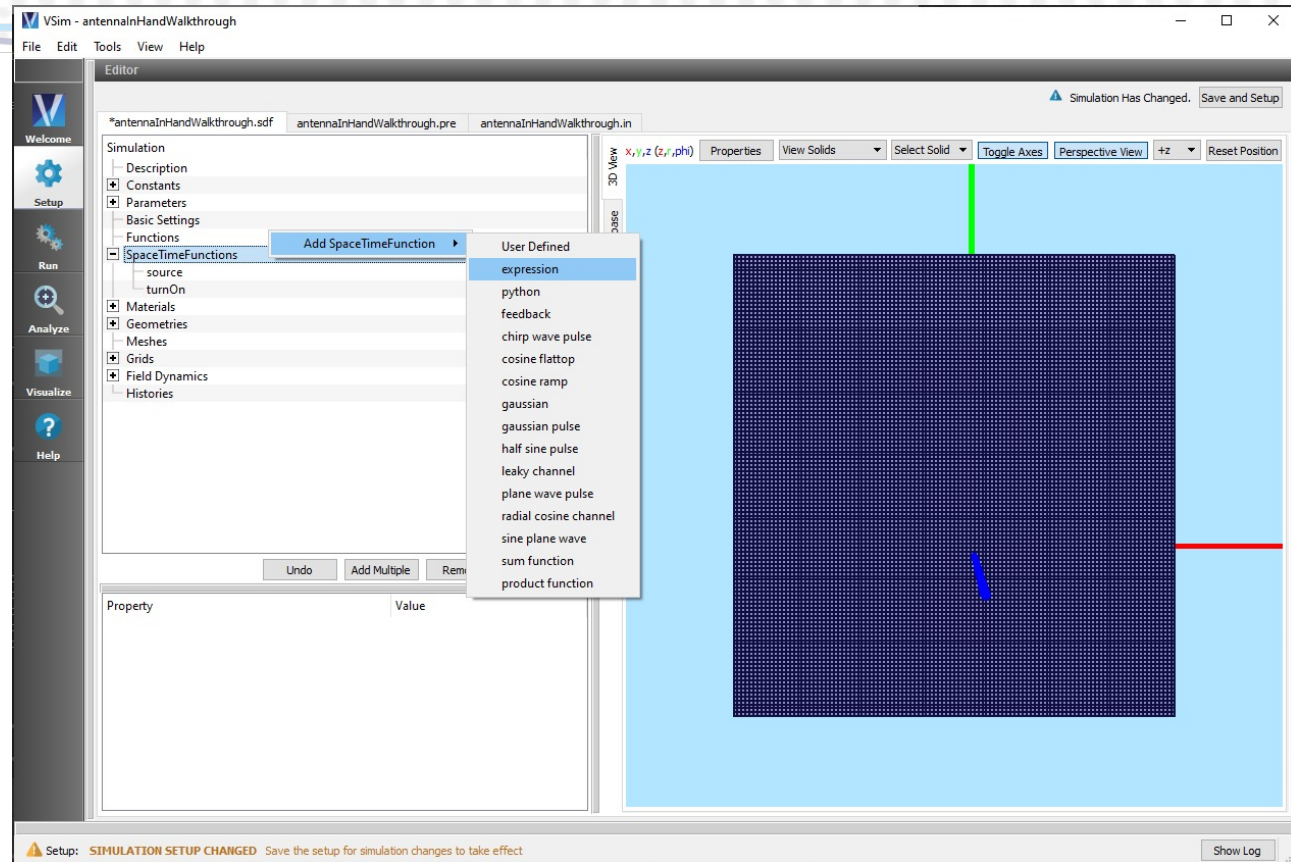 VSim - antennaInHandWalkthrough
File Edit Tools View Help
Editor
Simulation Has Changed. Save and Setup
*antennaInHandWalkthrough.sdf antennaInHandWalkthrough.pre antennaInHandWalkthrough.in
Welcome
Setup
Run
Analyze
Visualize
Help
Simulation
Description
Constants
Parameters
Basic Settings
Functions
SpaceTimeFunctions
source
turnOn
Materials
Geometries
Meshes
Grids
Field Dynamics
Histories
Add SpaceTimeFunction
User Defined
expression
python
feedback
chirp wave pulse
cosine flattop
cosine ramp
gaussian
gaussian pulse
half sine pulse
leaky channel
plane wave pulse
radial cosine channel
sine plane wave
sum function
product function
Undo Add Multiple
Property Value
3D View
x,y,z (z,r,phi) Properties View Solids Select Solid Toggle Axes Perspective View +z Reset Position
Setup: SIMULATION SETUP CHANGED Save the setup for simulation changes to take effect
Show Log